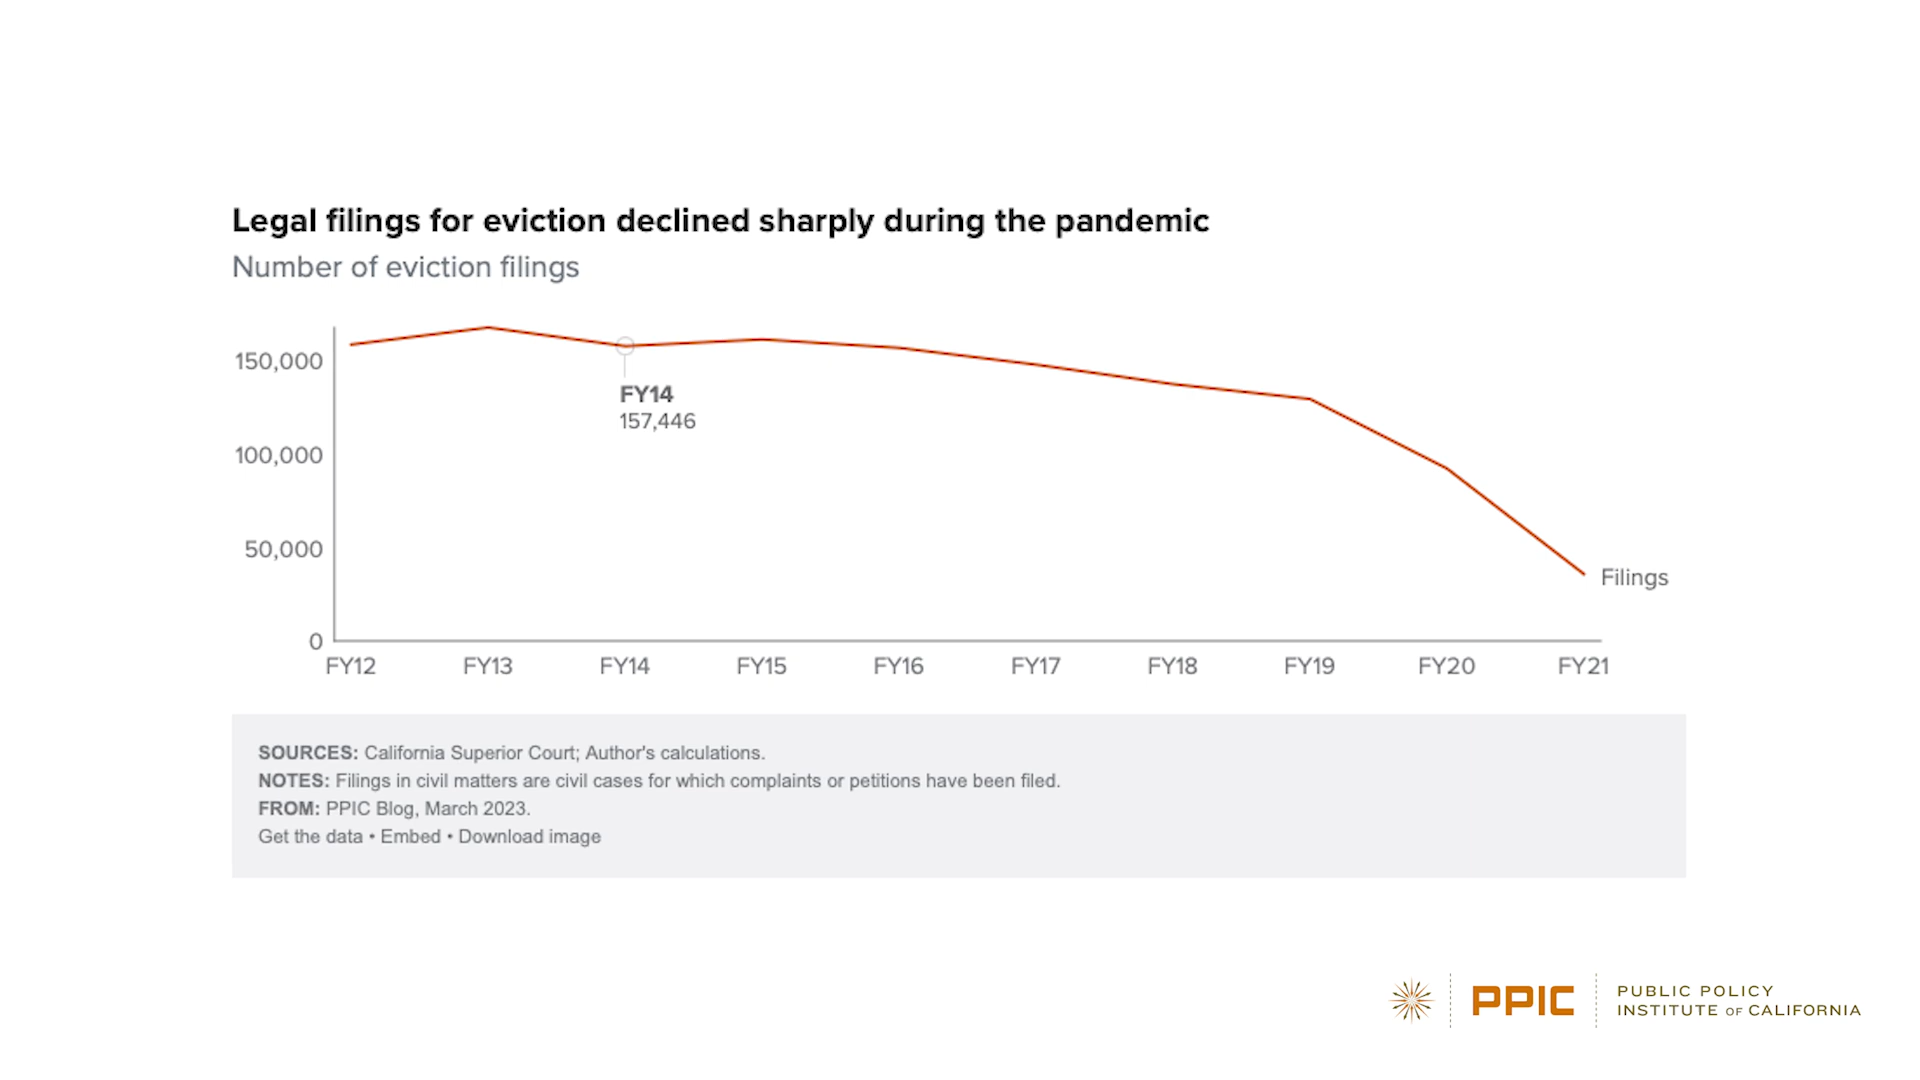 Legal filings for eviction declined sharply during the pandemic
Number of eviction filings
150,000
100,000
50,000
0
FY14
157,446
Filings
FY12 FY13 FY14 FY15 FY16 FY17 FY18 FY19 FY20 FY21
SOURCES: California Superior Court; Author's calculations.
NOTES: Filings in civil matters are civil cases for which complaints or petitions have been filed.
FROM: PPIC Blog, March 2023.
Get the data • Embed • Download image
PPIC
PUBLIC POLICY
INSTITUTE OF CALIFORNIA